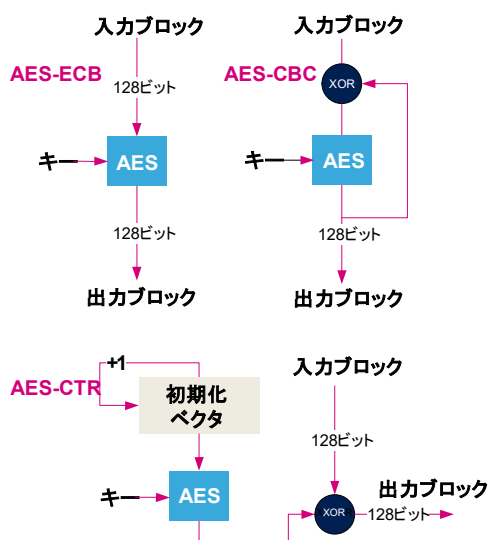 入力ブロック
AES-ECB
128ビット
キー
AES
128ビット
出力ブロック
入力ブロック
AES-CBC
XOR
キー
AES
128ビット
出力ブロック
+1
AES-CTR
初期化
ベクタ
キー
AES
入力ブロック
128ビット
出力ブロック
XOR
128ビット